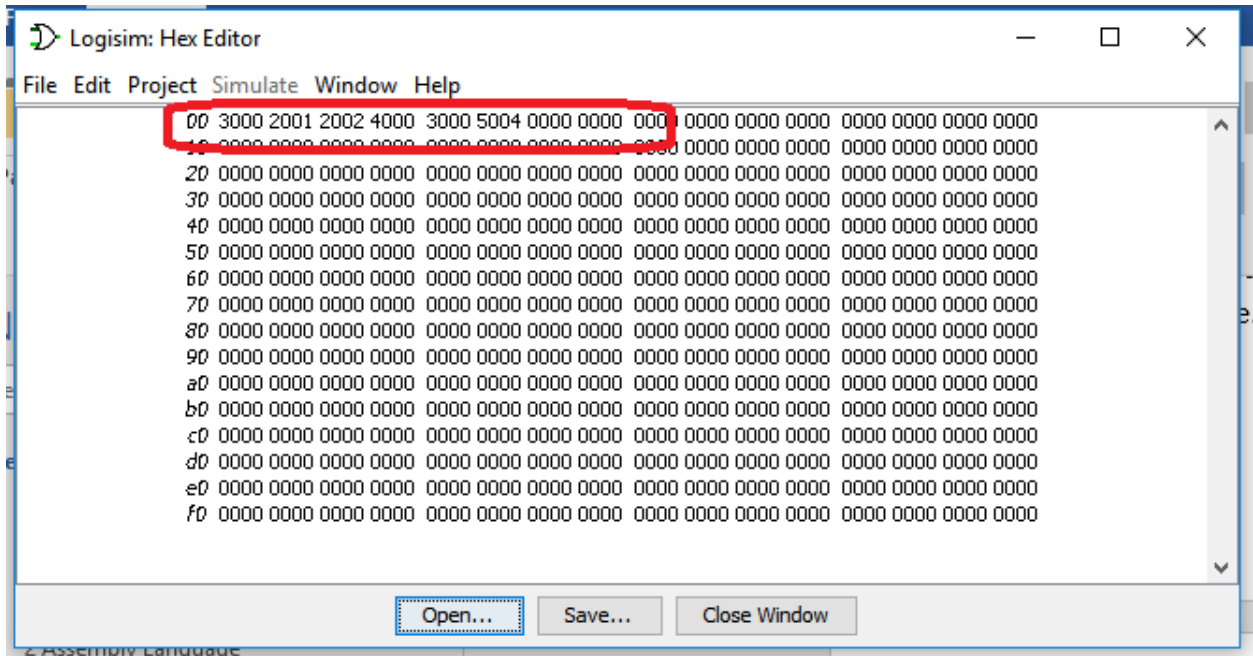 Logisim: Hex Editor
File Edit Project Simulate Window Help
00 3000 2001 2002 4000 3000 5004 0000 0000 0000 0000 0000 0000 0000 0000 0000 0000
10 0000 0000 0000 0000 0000 0000 0000 0000 0000 0000 0000 0000 0000 0000 0000 0000
20 0000 0000 0000 0000 0000 0000 0000 0000 0000 0000 0000 0000 0000 0000 0000 0000
30 0000 0000 0000 0000 0000 0000 0000 0000 0000 0000 0000 0000 0000 0000 0000 0000
40 0000 0000 0000 0000 0000 0000 0000 0000 0000 0000 0000 0000 0000 0000 0000 0000
50 0000 0000 0000 0000 0000 0000 0000 0000 0000 0000 0000 0000 0000 0000 0000 0000
60 0000 0000 0000 0000 0000 0000 0000 0000 0000 0000 0000 0000 0000 0000 0000 0000
70 0000 0000 0000 0000 0000 0000 0000 0000 0000 0000 0000 0000 0000 0000 0000 0000
80 0000 0000 0000 0000 0000 0000 0000 0000 0000 0000 0000 0000 0000 0000 0000 0000
90 0000 0000 0000 0000 0000 0000 0000 0000 0000 0000 0000 0000 0000 0000 0000 0000
a0 0000 0000 0000 0000 0000 0000 0000 0000 0000 0000 0000 0000 0000 0000 0000 0000
b0 0000 0000 0000 0000 0000 0000 0000 0000 0000 0000 0000 0000 0000 0000 0000 0000
c0 0000 0000 0000 0000 0000 0000 0000 0000 0000 0000 0000 0000 0000 0000 0000 0000
d0 0000 0000 0000 0000 0000 0000 0000 0000 0000 0000 0000 0000 0000 0000 0000 0000
e0 0000 0000 0000 0000 0000 0000 0000 0000 0000 0000 0000 0000 0000 0000 0000 0000
f0 0000 0000 0000 0000 0000 0000 0000 0000 0000 0000 0000 0000 0000 0000 0000 0000
Open... Save... Close Window
2 Assembly Language